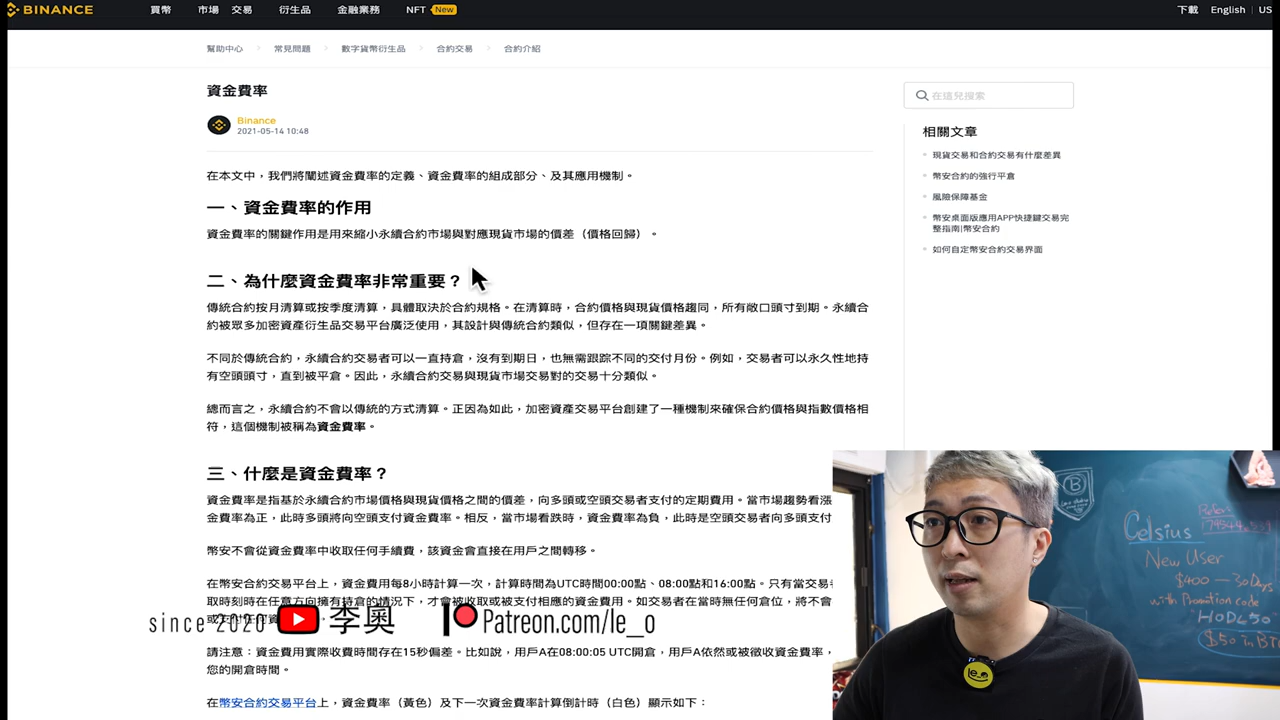 BINANCE 買幣 市場 交易 衍生品 金融業務 NFT New 下載 English US
幫助中心 常見問題 數字貨幣衍生品 合約交易 合約介紹
資金費率
Binance
2021-05-14 10:48
在本文中，我們將闡述資金費率的定義、資金費率的組成部分、及其應用機制。
一、資金費率的作用
資金費率的關鍵作用是用來縮小永續合約市場與對應現貨市場的價差（價格回歸）。
二、為什麼資金費率非常重要？
傳統合約按月清算或按季度清算，具體取決於合約規格。在清算時，合約價格與現貨價格趨同，所有敞口頭寸到期。永續合
約被眾多加密資產衍生品交易平台廣泛使用，其設計與傳統合約類似，但存在一項關鍵差異。
不同於傳統合約，永續合約交易者可以一直持倉，沒有到期日，也無需跟踪不同的交付月份。例如，交易者可以永久性地持
有空頭頭寸，直到被平倉。因此，永續合約交易與現貨市場交易對的交易十分類似。
總而言之，永續合約不會以傳統的方式清算。正因為如此，加密資產交易平台創建了一種機制來確保合約價格與指數價格相
符，這個機制被稱為資金費率。
三、什麼是資金費率？
資金費率是指基於永續合約市場價格與現貨價格之間的價差，向多頭或空頭交易者支付的定期費用。當市場趨勢看漲
金費率為正，此時多頭將向空頭支付資金費率。相反，當市場看跌時，資金費率為負，此時是空頭交易者向多頭支付
幣安不會從資金費率中收取任何手續費，該資金會直接在用戶之間轉移。
在幣安合約交易平台上，資金費用每8小時計算一次，計算時間為UTC時間00:00點、08:00點和16:00點。只有當交易
取時刻時在任意方向擁有持倉的情況下，才會被收取或支付相應的資金費用。如交易者在當時無任何倉位，將不會
請注意：資金費用實際收費時間存在15秒偏差。比如說，用戶A在08:00:05 UTC開倉，用戶A依然或被徵收資金費率，
您的開倉時間。
在幣安合約交易平台上，資金費率（黃色）及下一次資金費率計算倒計時（白色）顯示如下：
在這兒搜索
相關文章
現貨交易和合約交易有什麼差異
幣安合約的強行平倉
風險保障基金
幣安桌面版應用APP快捷鍵交易完
整指南|幣安合約
如何自定幣安合約交易界面
since 2020 李奧 Patreon.com/le_o
B
Celsius
New User
$400 — 30 Days
with Promotion code
"HODL50"
$50 in BT